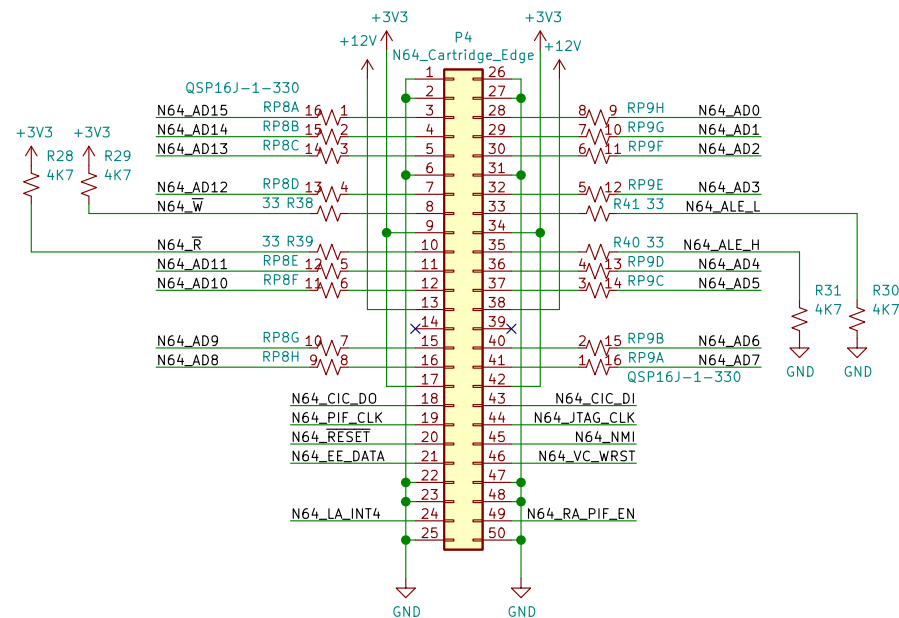 +3V3 +3V3
+12V P4 +12V
N64_Cartridge_Edge
1 26
QSP16J-1-330 2 27
N64_AD15 RP8A 16 1 3 28 8 9 RP9H N64_AD0
N64_AD14 RP8B 15 2 4 29 7 10 RP9G N64_AD1
+3V3 +3V3
N64_AD13 RP8C 14 3 5 30 6 11 RP9F N64_AD2
R28 R29
4K7 4K7 6 31
N64_AD12 RP8D 13 4 7 32 5 12 RP9E N64_AD3
N64_W 33 R38 8 33 R41 33 N64_ALE_L
9 34
N64_R 33 R39 10 35 R40 33 N64_ALE_H
N64_AD11 RP8E 12 5 11 36 4 13 RP9D N64_AD4
N64_AD10 RP8F 11 6 12 37 3 14 RP9C N64_AD5
R31 R30
4K7 4K7
13 38
14 39
N64_AD9 RP8G 10 7 15 40 2 15 RP9B N64_AD6
N64_AD8 RP8H 9 8 16 41 1 16 RP9A N64_AD7
GND GND
17 42 QSP16J-1-330
N64_CIC_DO 18 43 N64_CIC_DI
N64_PIF_CLK 19 44 N64_JTAG_CLK
N64_RESET 20 45 N64_NMI
N64_EE_DATA 21 46 N64_VC_WRST
22 47
23 48
N64_LA_INT4 24 49 N64_RA_PIF_EN
25 50
GND GND